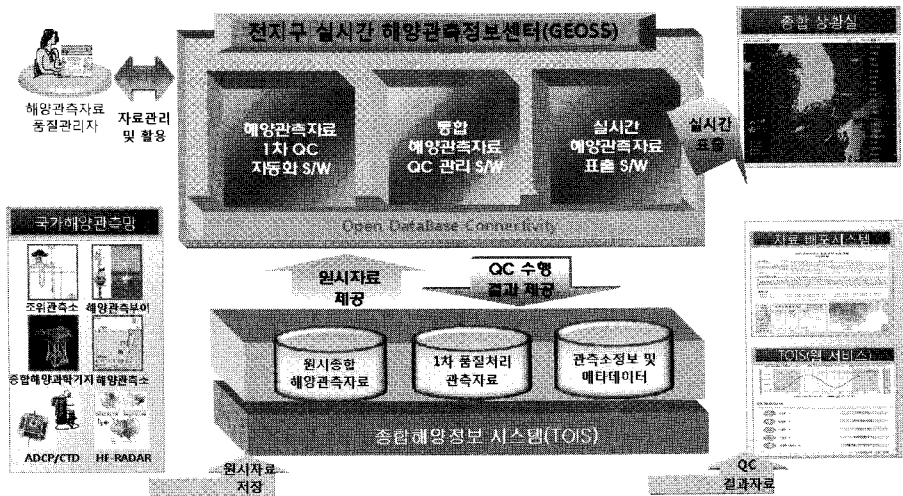 전지구 실시간 해양관측정보센터(GEOSS)
종합 상황실
해양관측자료
품질관리자
자료관리
및 활용
해양관측자료
1차 QC
자동화 S/W
통합
해양관측자료
QC 관리 S/W
실시간
해양관측자료
표출 S/W
실시간
표출
Open DataBase Connectivity
국가해양관측망
조위관측소
해양관측부이
종합해양과학기지
해양관측소
ADCP/CTD
HF-RADAR
원시자료
제공
QC 수행
결과 제공
원시종합
해양관측자료
1차 품질처리
관측자료
관측소정보 및
메타데이터
종합해양정보 시스템(TOIS)
자료 배포시스템
TOIS(웹 서비스)
원시자료
저장
QC
결과자료